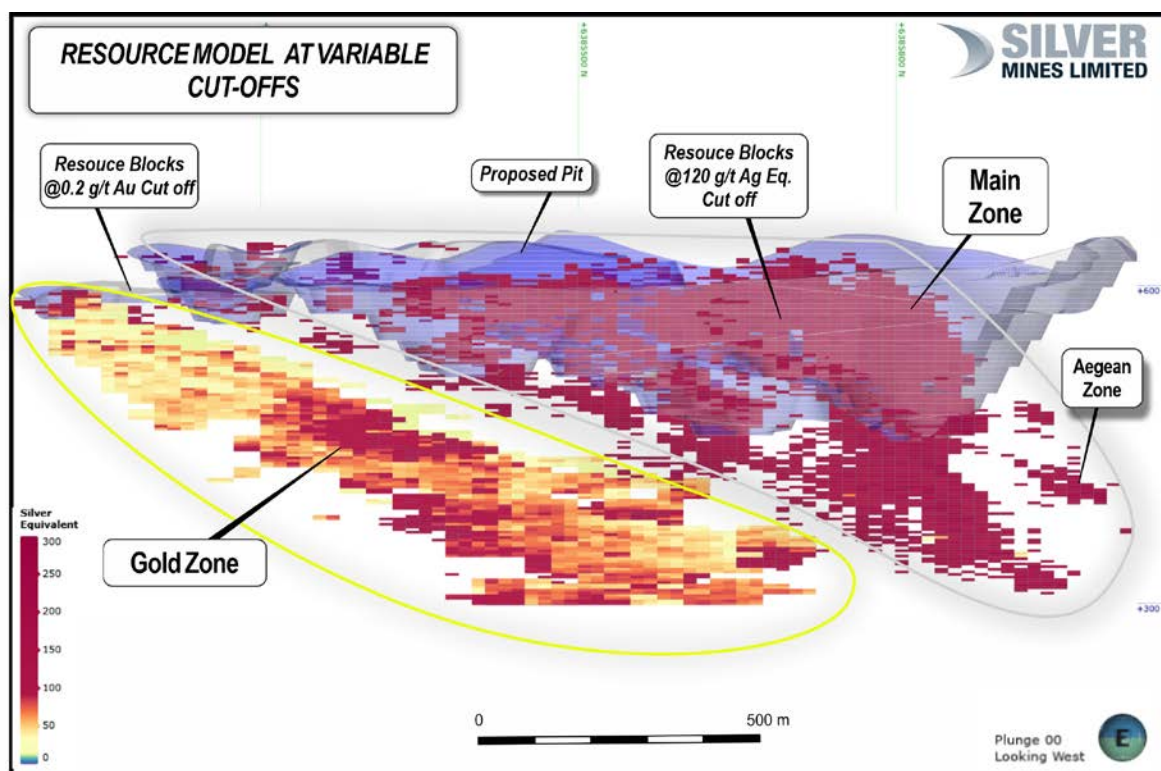 RESOURCE MODEL AT VARIABLE
CUT-OFFS
+6385500 N
+6385800 N
SILVER
MINES LIMITED
Resouce Blocks
@0.2 g/t Au Cut off
Proposed Pit
Resouce Blocks
@120 g/t Ag Eq.
Cut off
Main
Zone
+600
Aegean
Zone
Gold Zone
+300
Silver
Equivalent
300
250
200
150
100
50
0
0
500 m
Plunge 00
Looking West
E